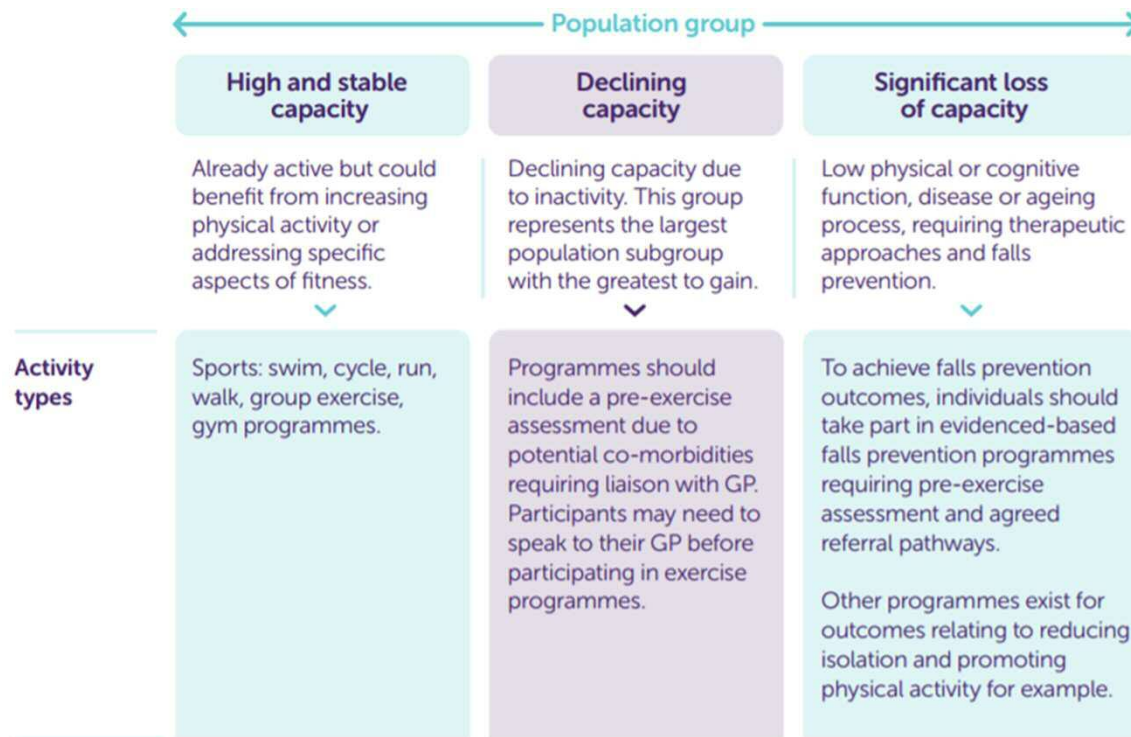 Population group
High and stable
capacity
Declining
capacity
Significant loss
of capacity
Already active but could
benefit from increasing
physical activity or
addressing specific
aspects of fitness.
Declining capacity due
to inactivity. This group
represents the largest
population subgroup
with the greatest to gain.
Low physical or cognitive
function, disease or ageing
process, requiring therapeutic
approaches and falls
prevention.
Activity
types
Sports: swim, cycle, run,
walk, group exercise,
gym programmes.
Programmes should
include a pre-exercise
assessment due to
potential co-morbidities
requiring liaison with GP.
Participants may need to
speak to their GP before
participating in exercise
programmes.
To achieve falls prevention
outcomes, individuals should
take part in evidenced-based
falls prevention programmes
requiring pre-exercise
assessment and agreed
referral pathways.
Other programmes exist for
outcomes relating to reducing
isolation and promoting
physical activity for example.